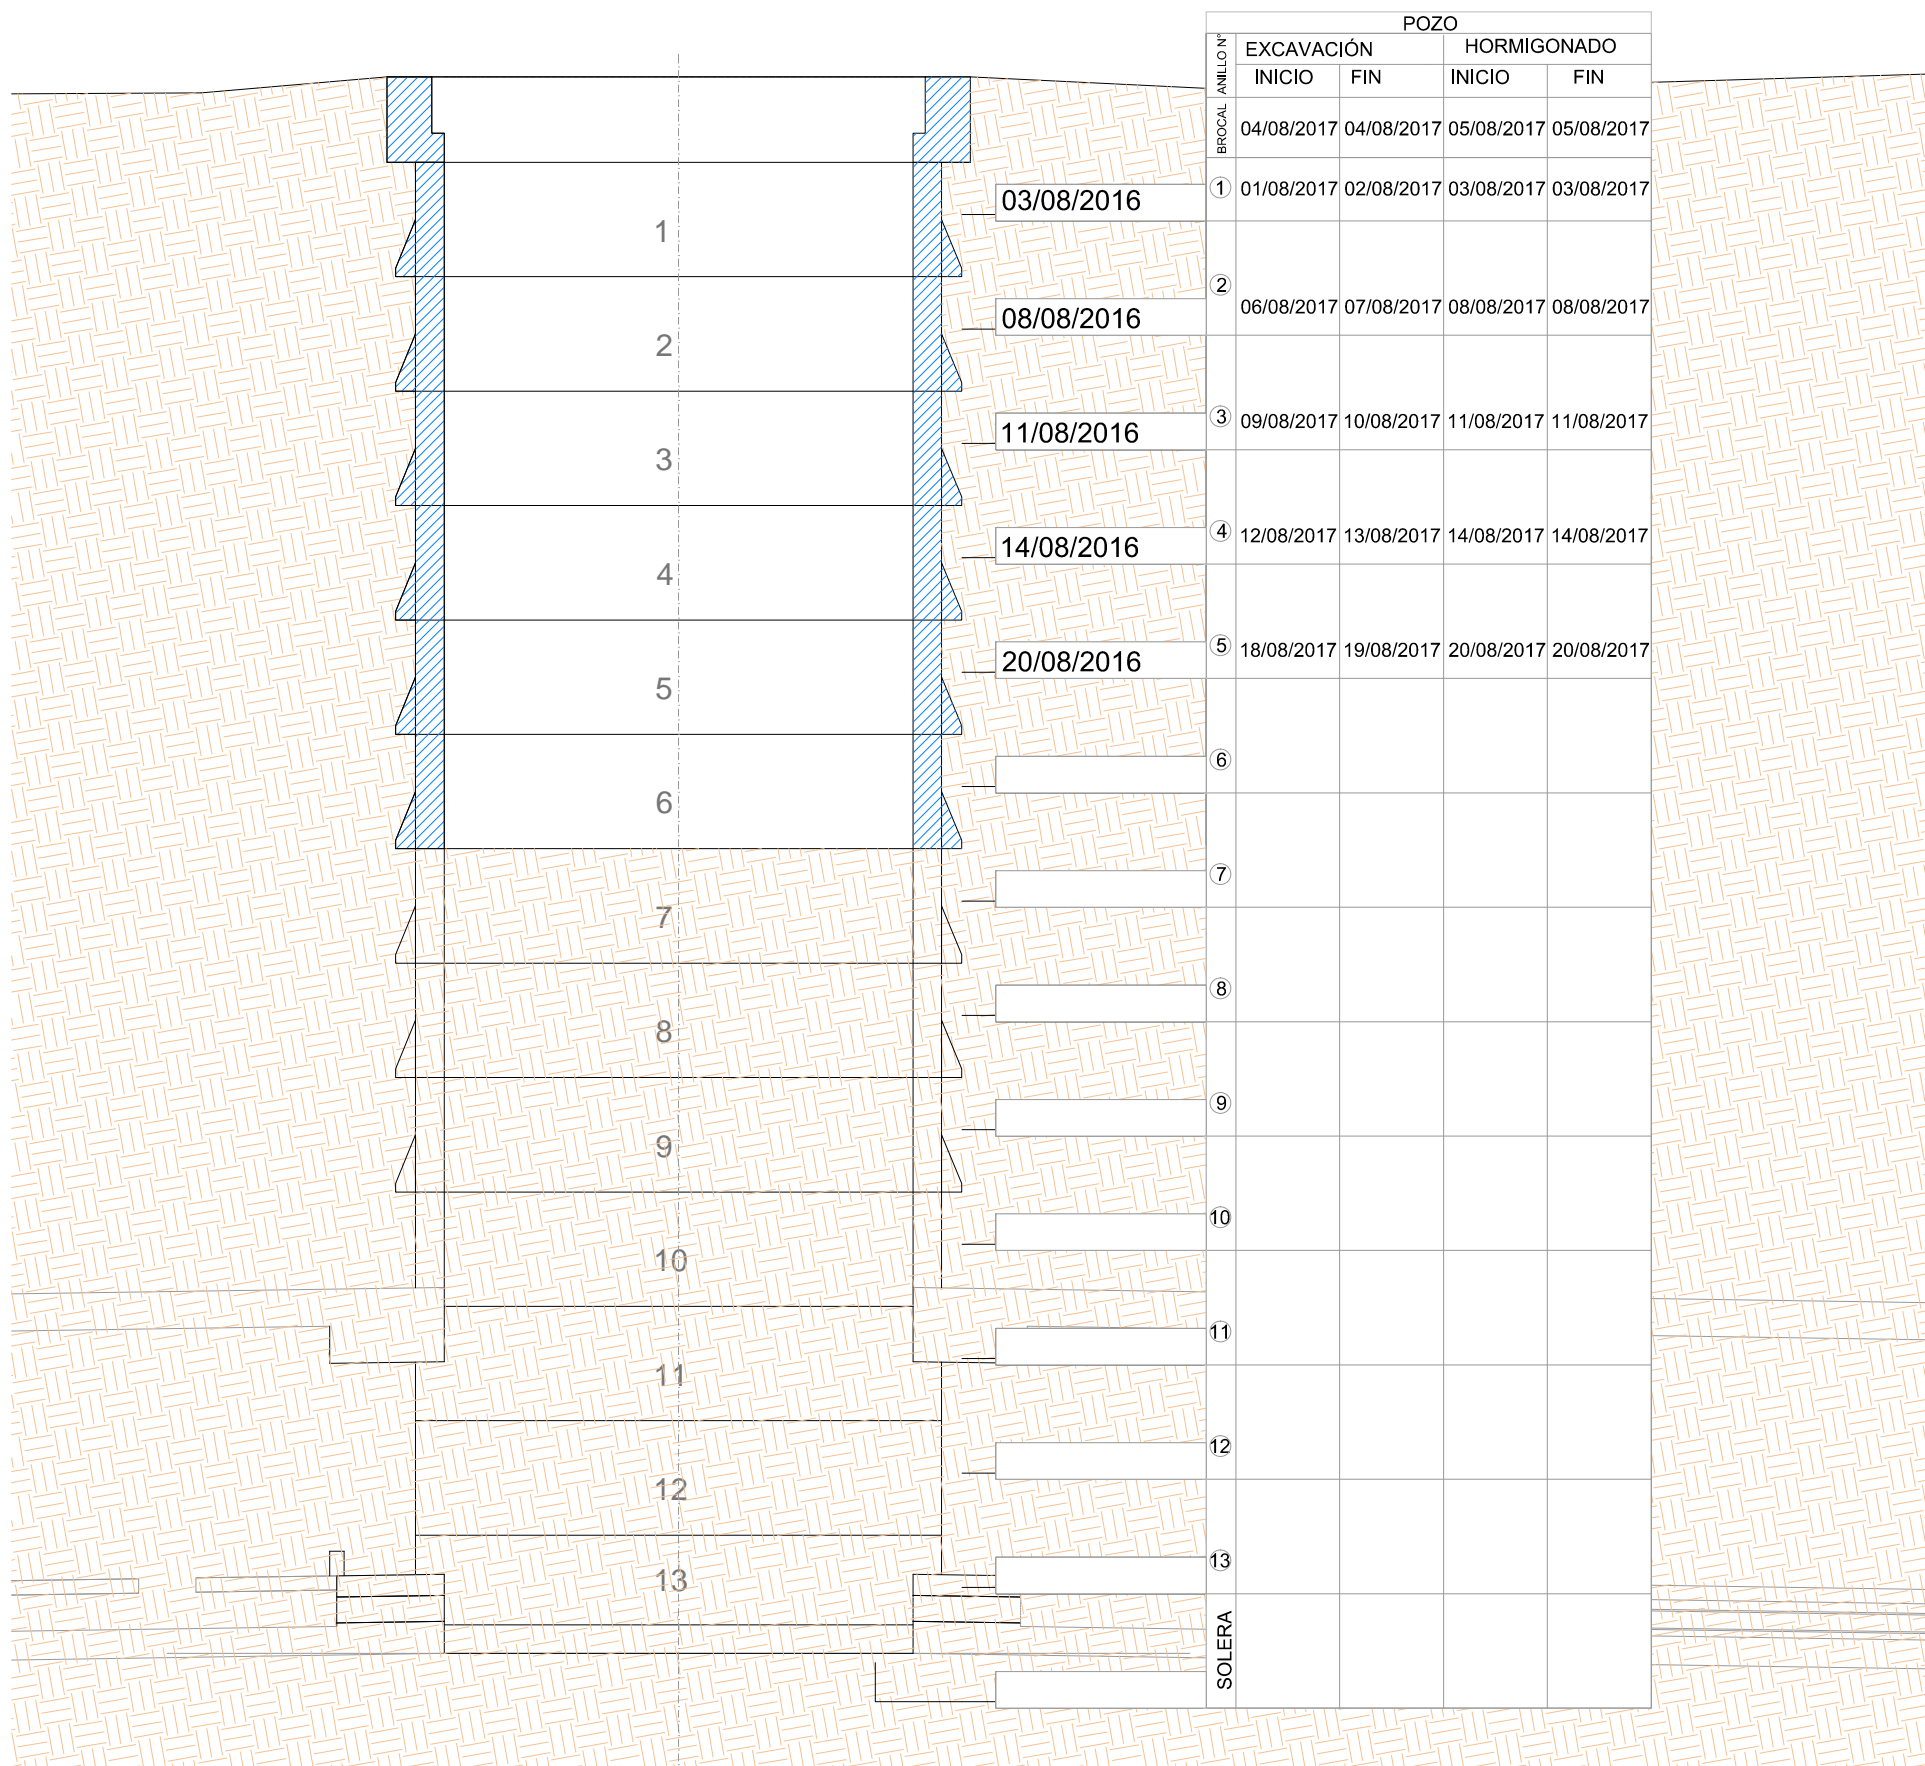 POZO
ANILLO Nº
EXCAVACIÓN HORMIGONADO
INICIO FIN INICIO FIN
BROCAL 04/08/2017 04/08/2017 05/08/2017 05/08/2017
1 03/08/2016 1 01/08/2017 02/08/2017 03/08/2017 03/08/2017
2 08/08/2016 2 06/08/2017 07/08/2017 08/08/2017 08/08/2017
3 11/08/2016 3 09/08/2017 10/08/2017 11/08/2017 11/08/2017
4 14/08/2016 4 12/08/2017 13/08/2017 14/08/2017 14/08/2017
5 20/08/2016 5 18/08/2017 19/08/2017 20/08/2017 20/08/2017
6 6
7 7
8 8
9 9
10 10
11 11
12 12
13 13
SOLERA